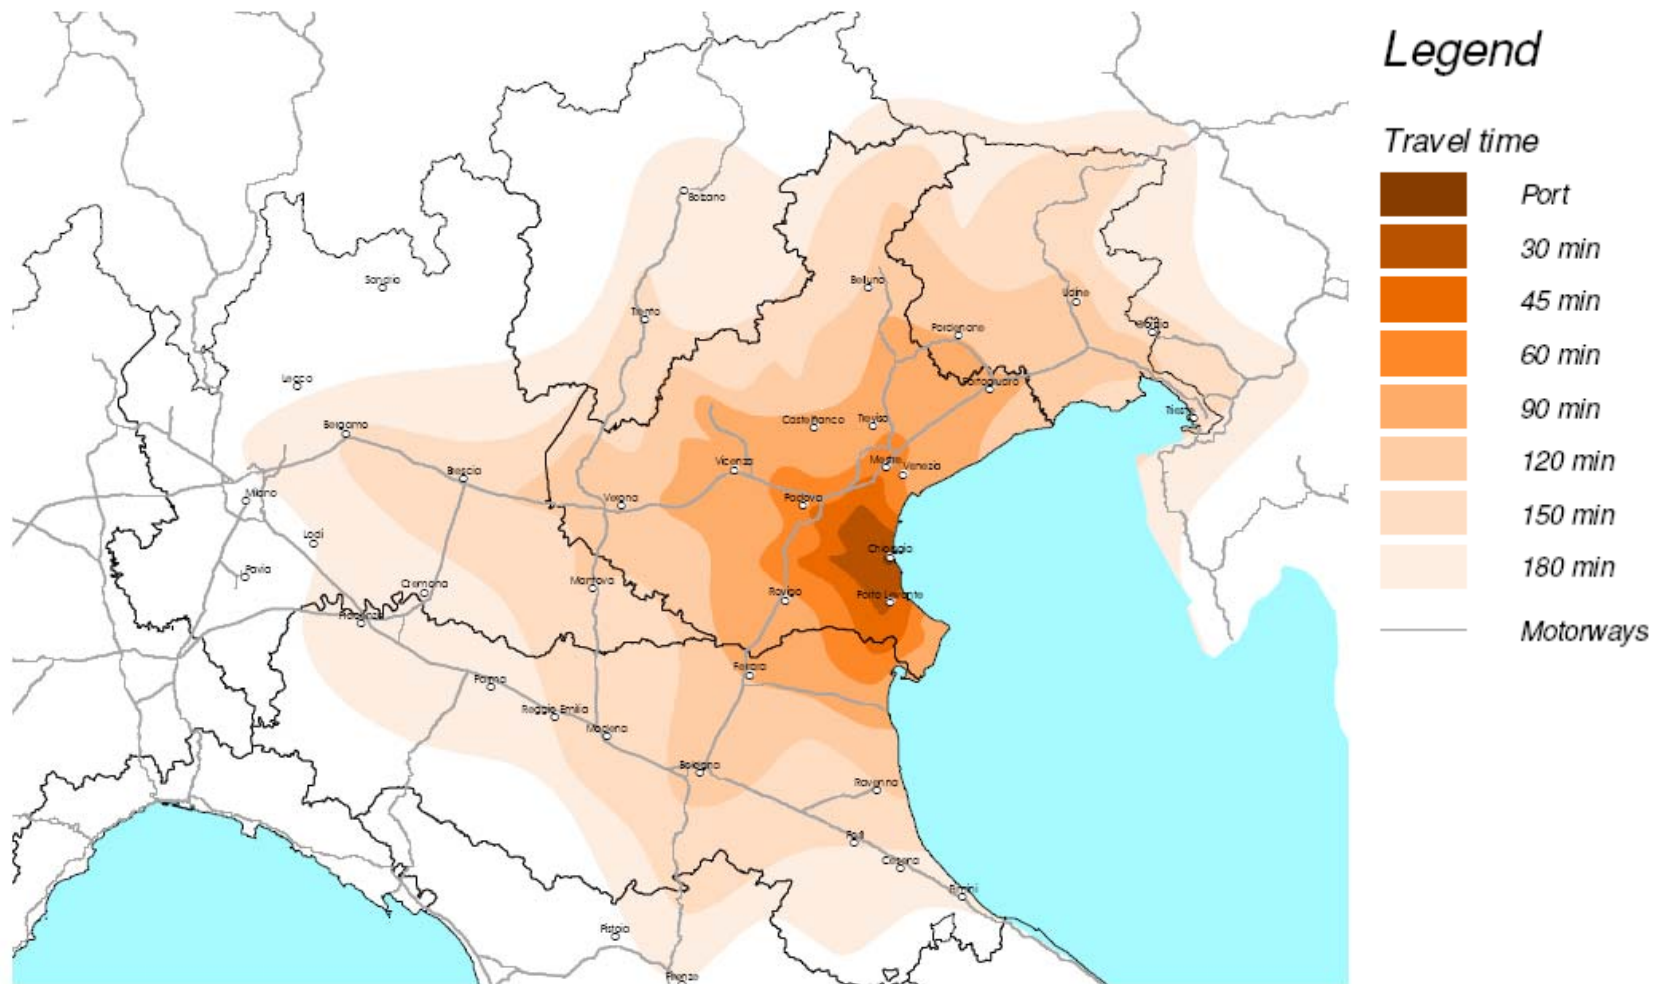 Legend
Travel time
Port
30 min
45 min
60 min
90 min
120 min
150 min
180 min
Motorways
Bolzano
Sondrio
Belluno
Trento
Udine
Pordenone
Gorizia
Lecco
Portogruaro
Trieste
Bergamo
Castelfranco
Treviso
Brescia
Vicenza
Mestre
Venezia
Milano
Verona
Padova
Lodi
Chioggia
Pavia
Cremona
Mantova
Rovigo
Porto Levante
Piacenza
Ferrara
Parma
Reggio Emilia
Modena
Bologna
Ravenna
Forlì
Cesena
Rimini
Pistoia
Firenze